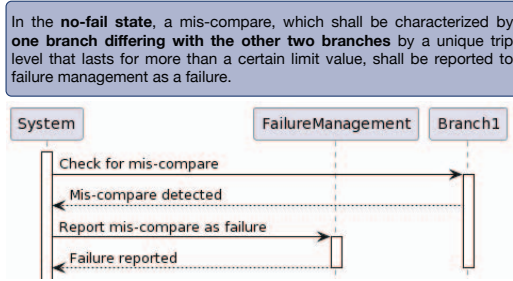 In the no-fail state, a mis-compare, which shall be characterized by
one branch differing with the other two branches by a unique trip
level that lasts for more than a certain limit value, shall be reported to
failure management as a failure.
System FailureManagement Branch1
Check for mis-compare
Mis-compare detected
Report mis-compare as failure
Failure reported